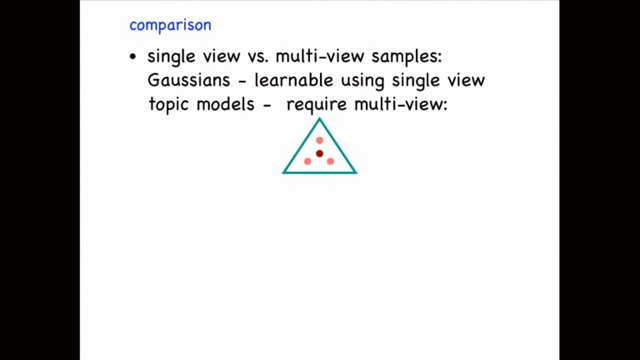 comparison
• single view vs. multi-view samples:
Gaussians - learnable using single view
topic models - require multi-view: